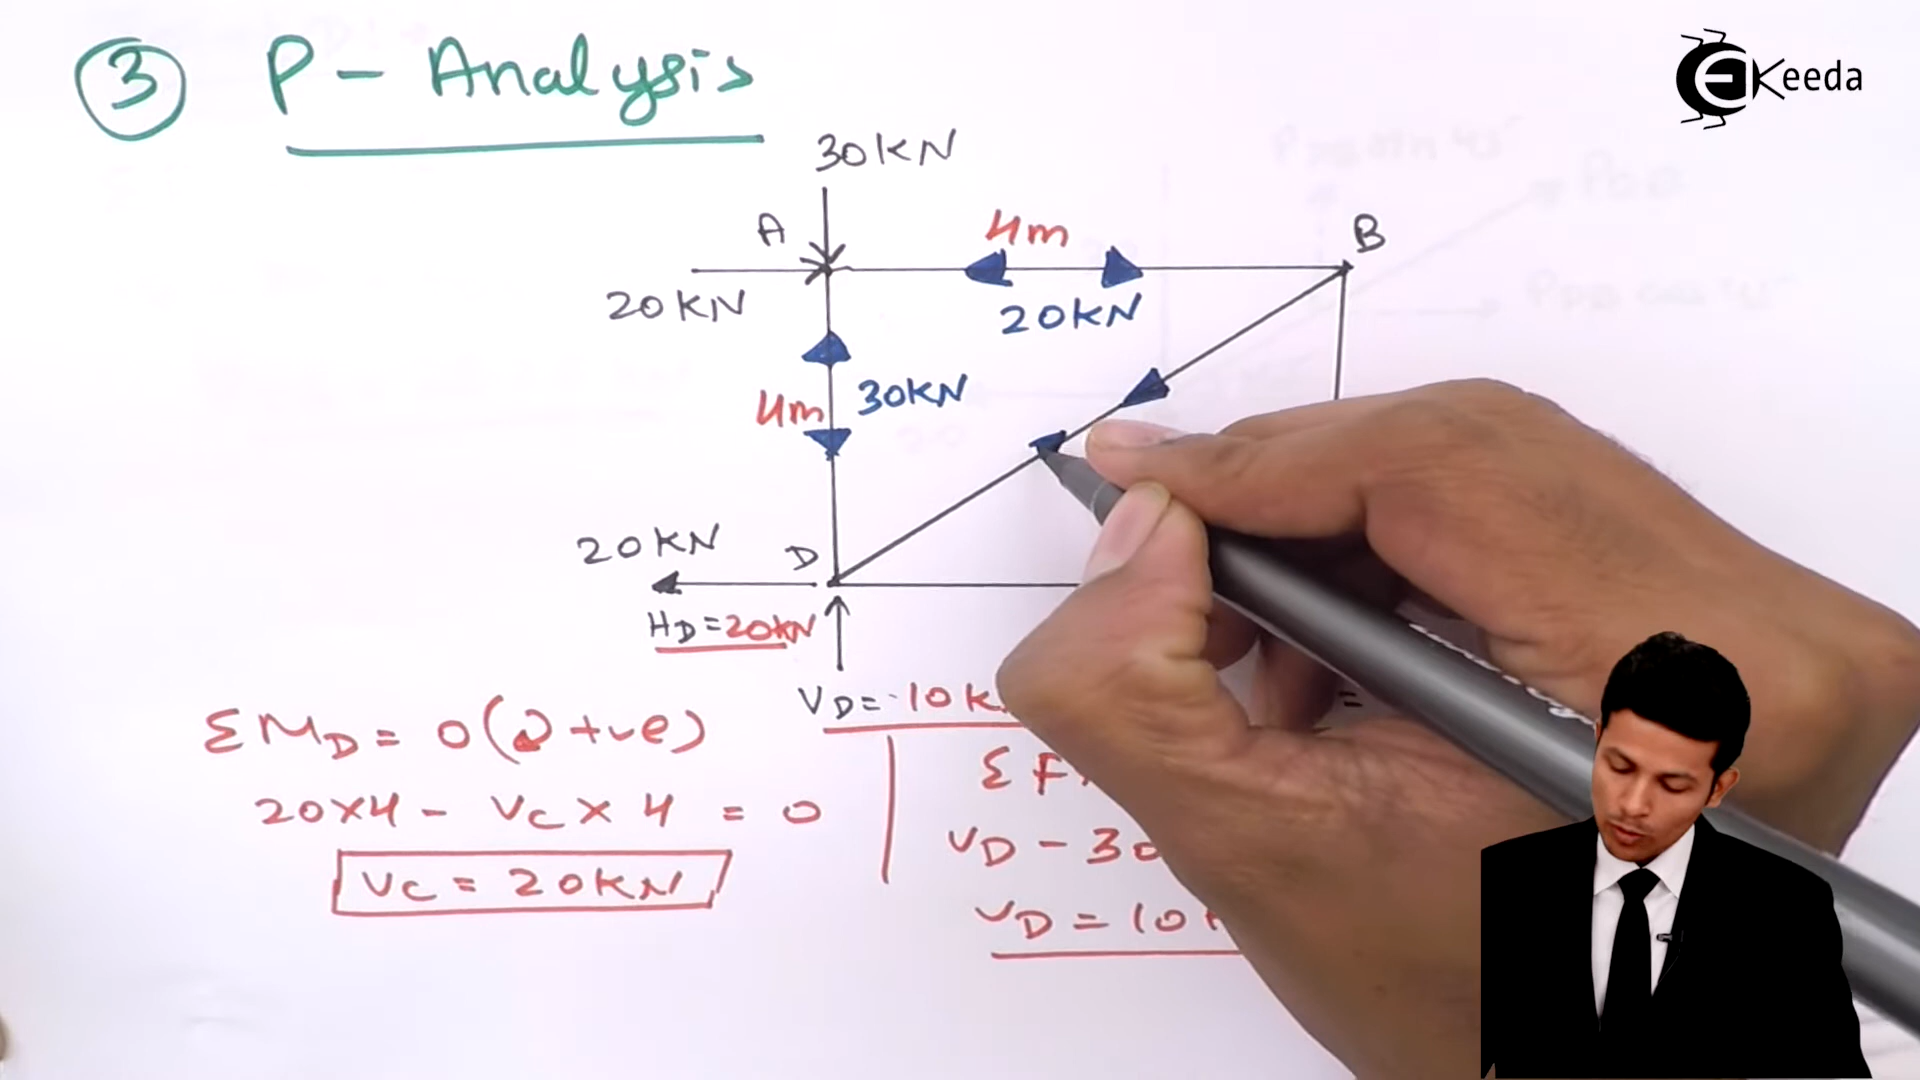 3 P - Analysis
Keeda
30KN
A
4m
B
20KN
20KN
4m
30KN
20KN
D
HD=20KN
VD= 10K
=
ΣMD = 0 (↻ +ve)
ΣF
20×4 - VC × 4 = 0
VD - 30
VC = 20KN
VD = 10